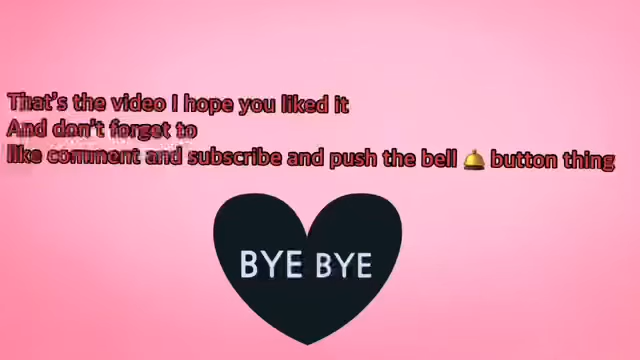 That's the video I hope you liked it
And don't forget to
like comment and subscribe and push the bell 🛎 button thing
BYE BYE